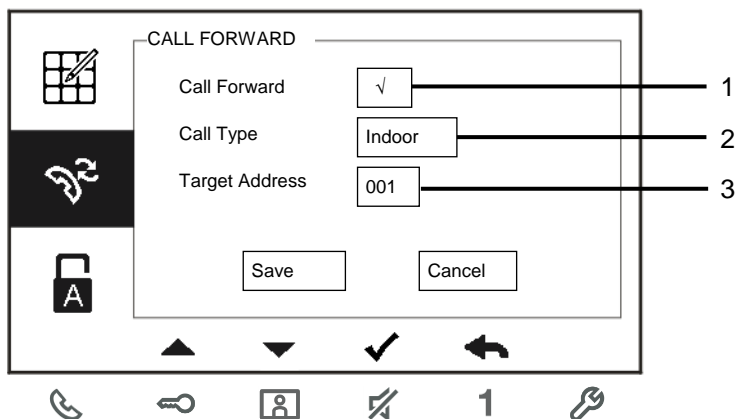 CALL FORWARD
Call Forward √ 1
Call Type Indoor 2
Target Address 001 3
Save Cancel
A
1